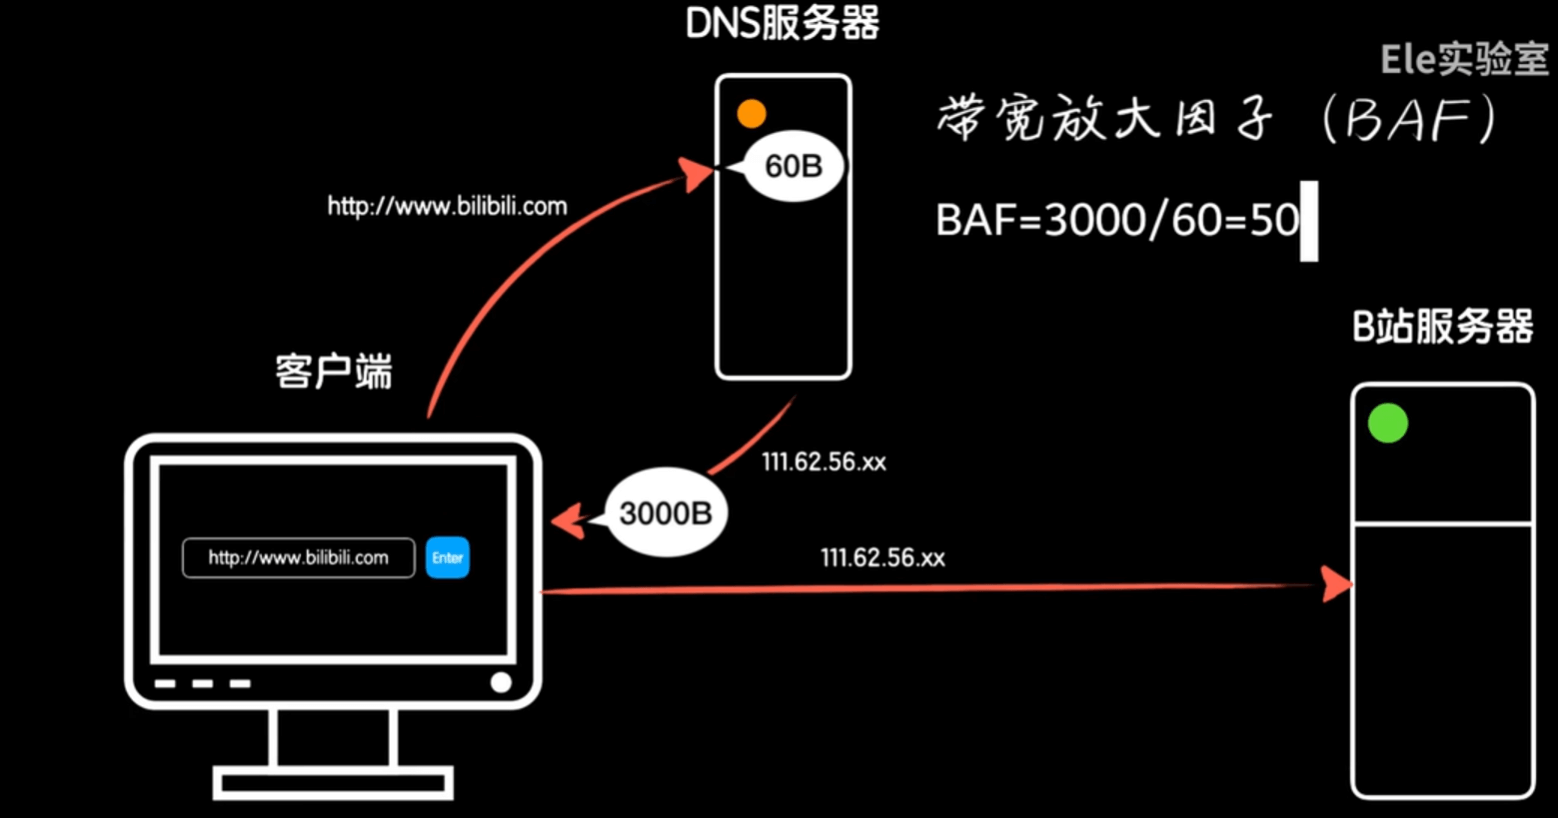 DNS服务器
Ele实验室
带宽放大因子（BAF）
60B
http://www.bilibili.com
BAF=3000/60=50
B站服务器
客户端
111.62.56.xx
3000B
http://www.bilibili.com
Enter
111.62.56.xx